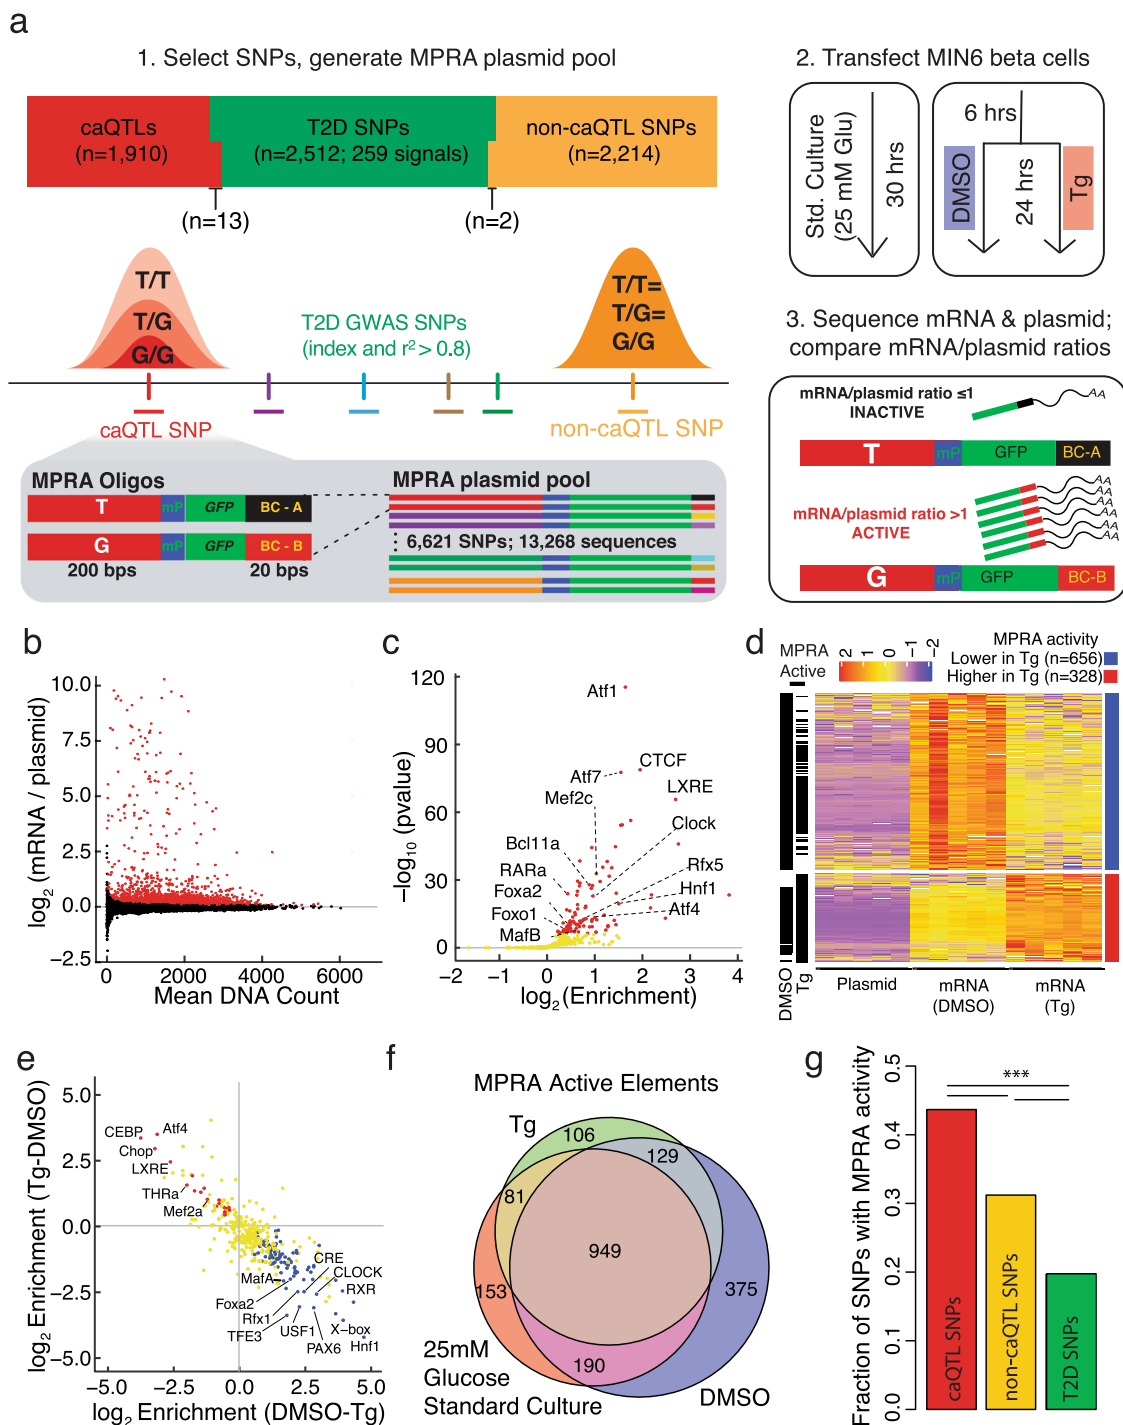 a
1. Select SNPs, generate MPRA plasmid pool
caQTLs
(n=1,910)
T2D SNPs
(n=2,512; 259 signals)
non-caQTL SNPs
(n=2,214)
(n=13)
(n=2)
T/T
T/G
G/G
T2D GWAS SNPs
(index and r² > 0.8)
T/T=
T/G=
G/G
caQTL SNP
non-caQTL SNP
MPRA Oligos
T mP GFP BC - A
G mP GFP BC - B
200 bps 20 bps
MPRA plasmid pool
6,621 SNPs; 13,268 sequences
2. Transfect MIN6 beta cells
Std. Culture
(25 mM Glu)
30 hrs
6 hrs
DMSO
24 hrs
Tg
3. Sequence mRNA & plasmid;
compare mRNA/plasmid ratios
mRNA/plasmid ratio ≤1
INACTIVE
AA
T mP GFP BC-A
mRNA/plasmid ratio >1
ACTIVE
AA
AA
AA
AA
AA
AA
G mP GFP BC-B
b
log₂ (mRNA / plasmid)
10.0
7.5
5.0
2.5
0.0
−2.5
0 2000 4000 6000
Mean DNA Count
c
−log₁₀ (pvalue)
120
90
60
30
0
Atf1
CTCF
Atf7
LXRE
Mef2c
Clock
Bcl11a
RARa
Rfx5
Foxa2
Hnf1
Foxo1
Atf4
MafB
−2 −1 0 1 2 3 4
log₂ (Enrichment)
d
MPRA
Active
2 1 0 −1 −2
MPRA activity
Lower in Tg (n=656)
Higher in Tg (n=328)
DMSO
Tg
Plasmid
mRNA
(DMSO)
mRNA
(Tg)
e
log₂ Enrichment (Tg-DMSO)
5.0
2.5
0.0
−2.5
−5.0
CEBP
Atf4
Chop
LXRE
THRa
Mef2a
CRE
MafA
CLOCK
Foxa2
RXR
Rfx1
TFE3
USF1
X-box
PAX6
Hnf1
−5.0 −2.5 0.0 2.5 5.0
log₂ Enrichment (DMSO-Tg)
f
MPRA Active Elements
Tg
106
129
81
949
153
375
190
25mM
Glucose
Standard Culture
DMSO
g
Fraction of SNPs with MPRA activity
0.5
0.4
0.3
0.2
0.1
0.0
***
caQTL SNPs
non-caQTL SNPs
T2D SNPs